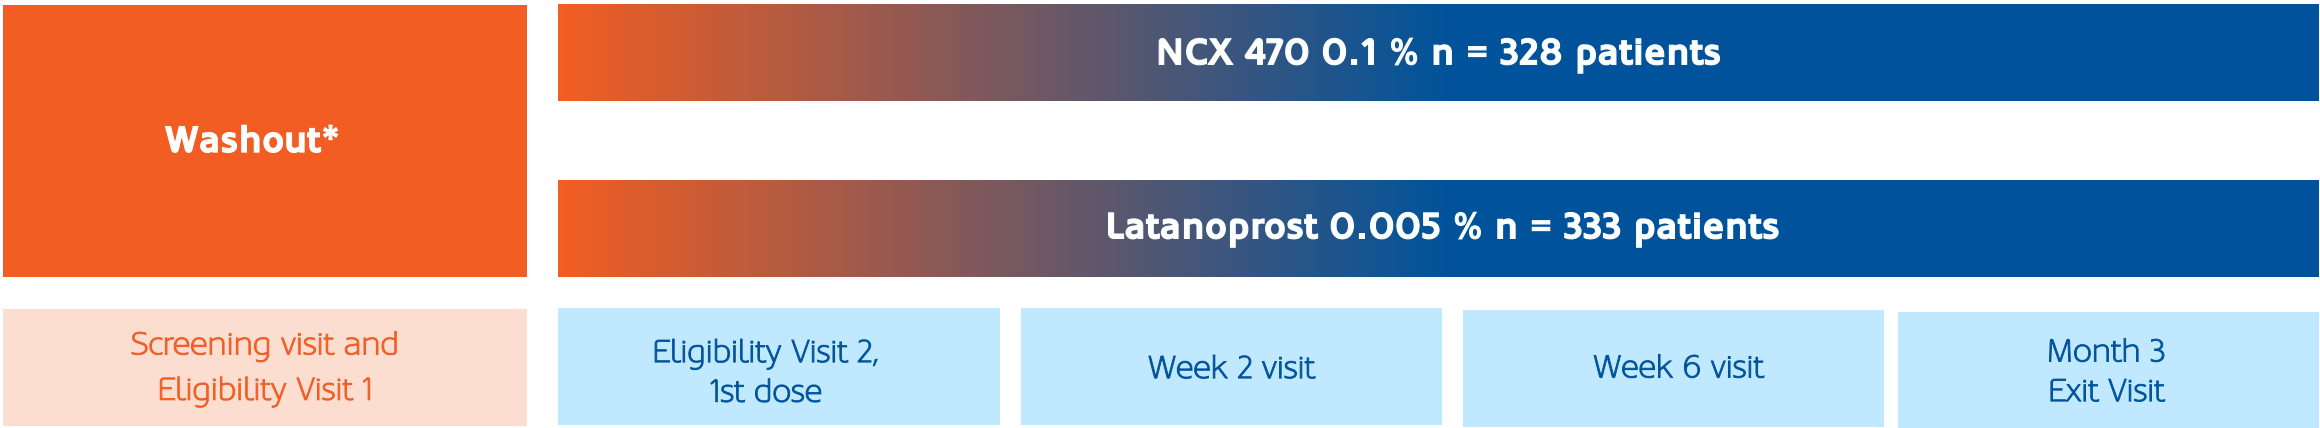 NCX 470 0.1 % n = 328 patients
Washout*
Latanoprost 0.005 % n = 333 patients
Screening visit and
Eligibility Visit 1
Eligibility Visit 2,
1st dose
Week 2 visit
Week 6 visit
Month 3
Exit Visit